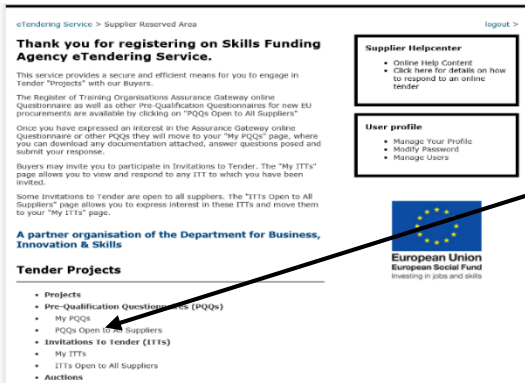 eTendering Service > Supplier Reserved Area
logout >
Thank you for registering on Skills Funding
Agency eTendering Service.
This service provides a secure and efficient means for you to engage in
Tender "Projects" with our Buyers.
The Register of Training Organisations Assurance Gateway online
Questionnaire as well as other Pre-Qualification Questionnaires for new EU
procurements are available by clicking on "PQQs Open to All Suppliers"
Once you have expressed an interest in the Assurance Gateway online
Questionnaire or other PQQs they will move to your "My PQQs" page, where
you can download any documentation attached, answer questions posed and
submit your response.
Buyers may invite you to participate in Invitations to Tender. The "My ITTs"
page allows you to view and respond to any ITT to which you have been
invited.
Some Invitations to Tender are open to all suppliers. The "ITTs Open to All
Suppliers" page allows you to express interest in these ITTs and move them
to your "My ITTs" page.
A partner organisation of the Department for Business,
Innovation & Skills
Tender Projects
• Projects
• Pre-Qualification Questionnaires (PQQs)
• My PQQs
• PQQs Open to All Suppliers
• Invitations To Tender (ITTs)
• My ITTs
• ITTs Open to All Suppliers
• Auctions
Supplier Helpcenter
• Online Help Content
• Click here for details on how
to respond to an online
tender
User profile
• Manage Your Profile
• Modify Password
• Manage Users
European Union
European Social Fund
Investing in jobs and skills